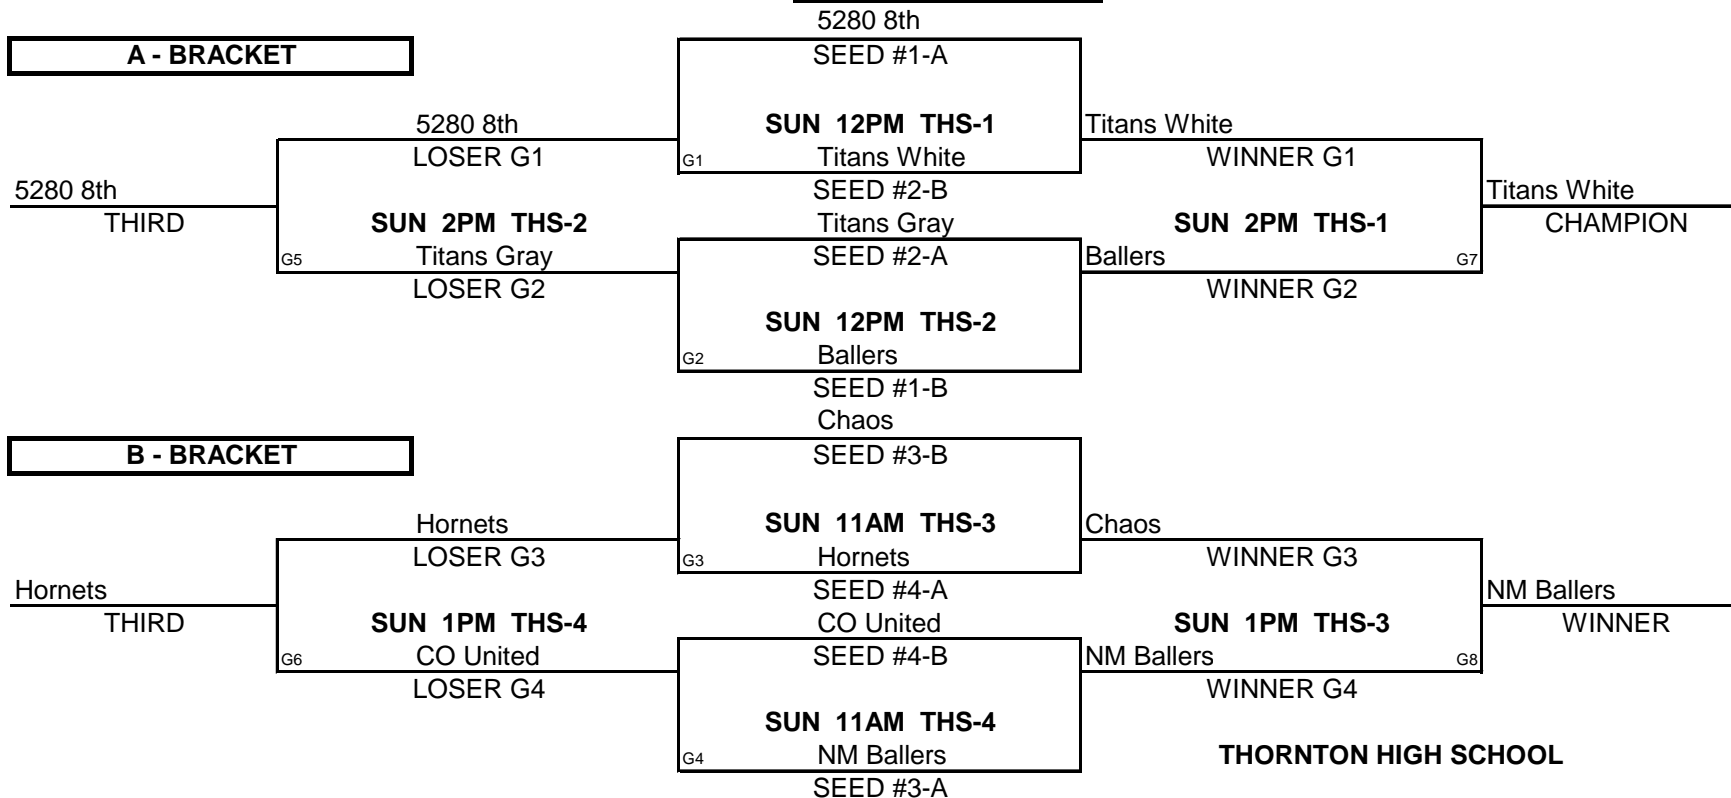 5280 8th
A - BRACKET
SEED #1-A
5280 8th
SUN 12PM THS-1
Titans White
LOSER G1
G1
Titans White
WINNER G1
5280 8th
SEED #2-B
Titans White
THIRD
SUN 2PM THS-2
Titans Gray
SUN 2PM THS-1
CHAMPION
G5
Titans Gray
SEED #2-A
Ballers
G7
LOSER G2
WINNER G2
SUN 12PM THS-2
G2
Ballers
SEED #1-B
Chaos
B - BRACKET
SEED #3-B
Hornets
SUN 11AM THS-3
Chaos
LOSER G3
G3
Hornets
WINNER G3
Hornets
SEED #4-A
NM Ballers
THIRD
SUN 1PM THS-4
CO United
SUN 1PM THS-3
WINNER
G6
CO United
SEED #4-B
NM Ballers
G8
LOSER G4
WINNER G4
SUN 11AM THS-4
G4
NM Ballers
THORNTON HIGH SCHOOL
SEED #3-A